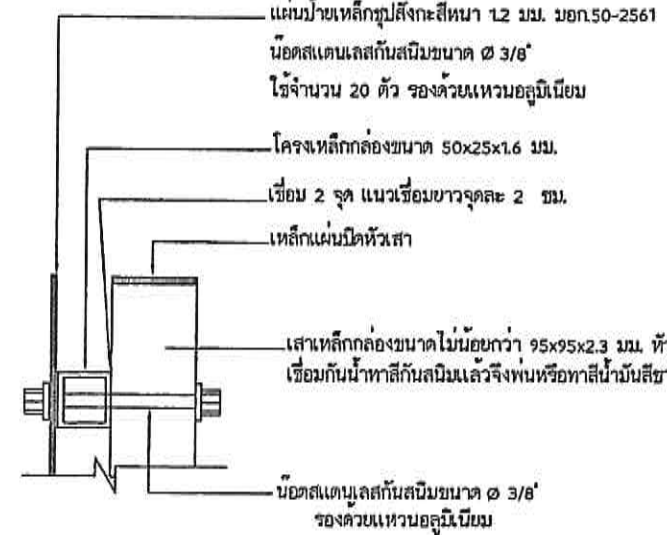 แผ่นป้ายเหล็กชุปสังกะสีหนา 1.2 มม. มอก.50-2561
น๊อตสแตนเลสกันสนิมขนาด Ø 3/8"
ใช้จำนวน 20 ตัว รองด้วยแหวนอลูมิเนียม
โครงเหล็กกล่องขนาด 50x25x1.6 มม.
เชื่อม 2 จุด แนวเชื่อมยาวจุดละ 2 ซม.
เหล็กแผ่นปิดหัวเสา
เสาเหล็กกล่องขนาดไม่น้อยกว่า 95x95x2.3 มม.
เชื่อมกันน้ำทาสีกันสนิมแล้วจึงพ่นหรือทาสีน้ำมัน
น๊อตสแตนเลสกันสนิมขนาด Ø 3/8"
รองด้วยแหวนอลูมิเนียม